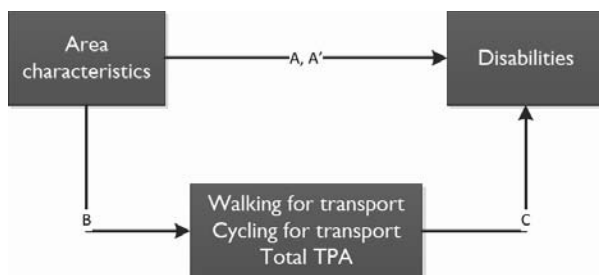 Area
characteristics
A, A′
Disabilities
B
Walking for transport
Cycling for transport
Total TPA
C